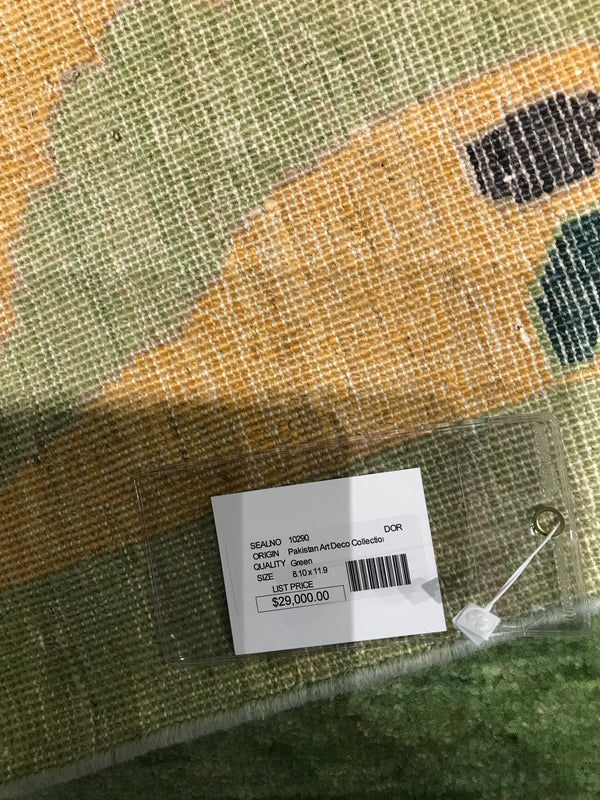 SEALNO 10290 DOR
ORIGIN Pakistan Art Deco Collection
QUALITY Green
SIZE 8.10 x 11.9
LIST PRICE
$29,000.00